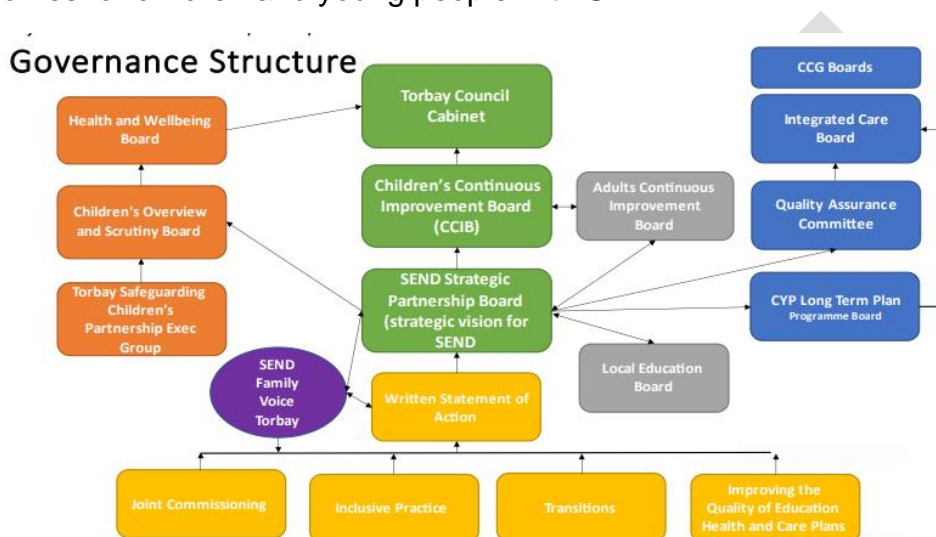 Governance Structure
CCG Boards
Torbay Council
Cabinet
Health and Wellbeing
Board
Integrated Care
Board
Children's Continuous
Improvement Board
(CCIB)
Adults Continuous
Improvement
Board
Children's Overview
and Scrutiny Board
Quality Assurance
Committee
SEND Strategic
Partnership Board
(strategic vision for
SEND
Torbay Safeguarding
Children's
Partnership Exec
Group
CYP Long Term Plan
Programme Board
SEND
Family
Voice
Torbay
Local Education
Board
Written Statement of
Action
Joint Commissioning
Inclusive Practice
Transitions
Improving the
Quality of Education
Health and Care Plans